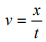 v = x/t